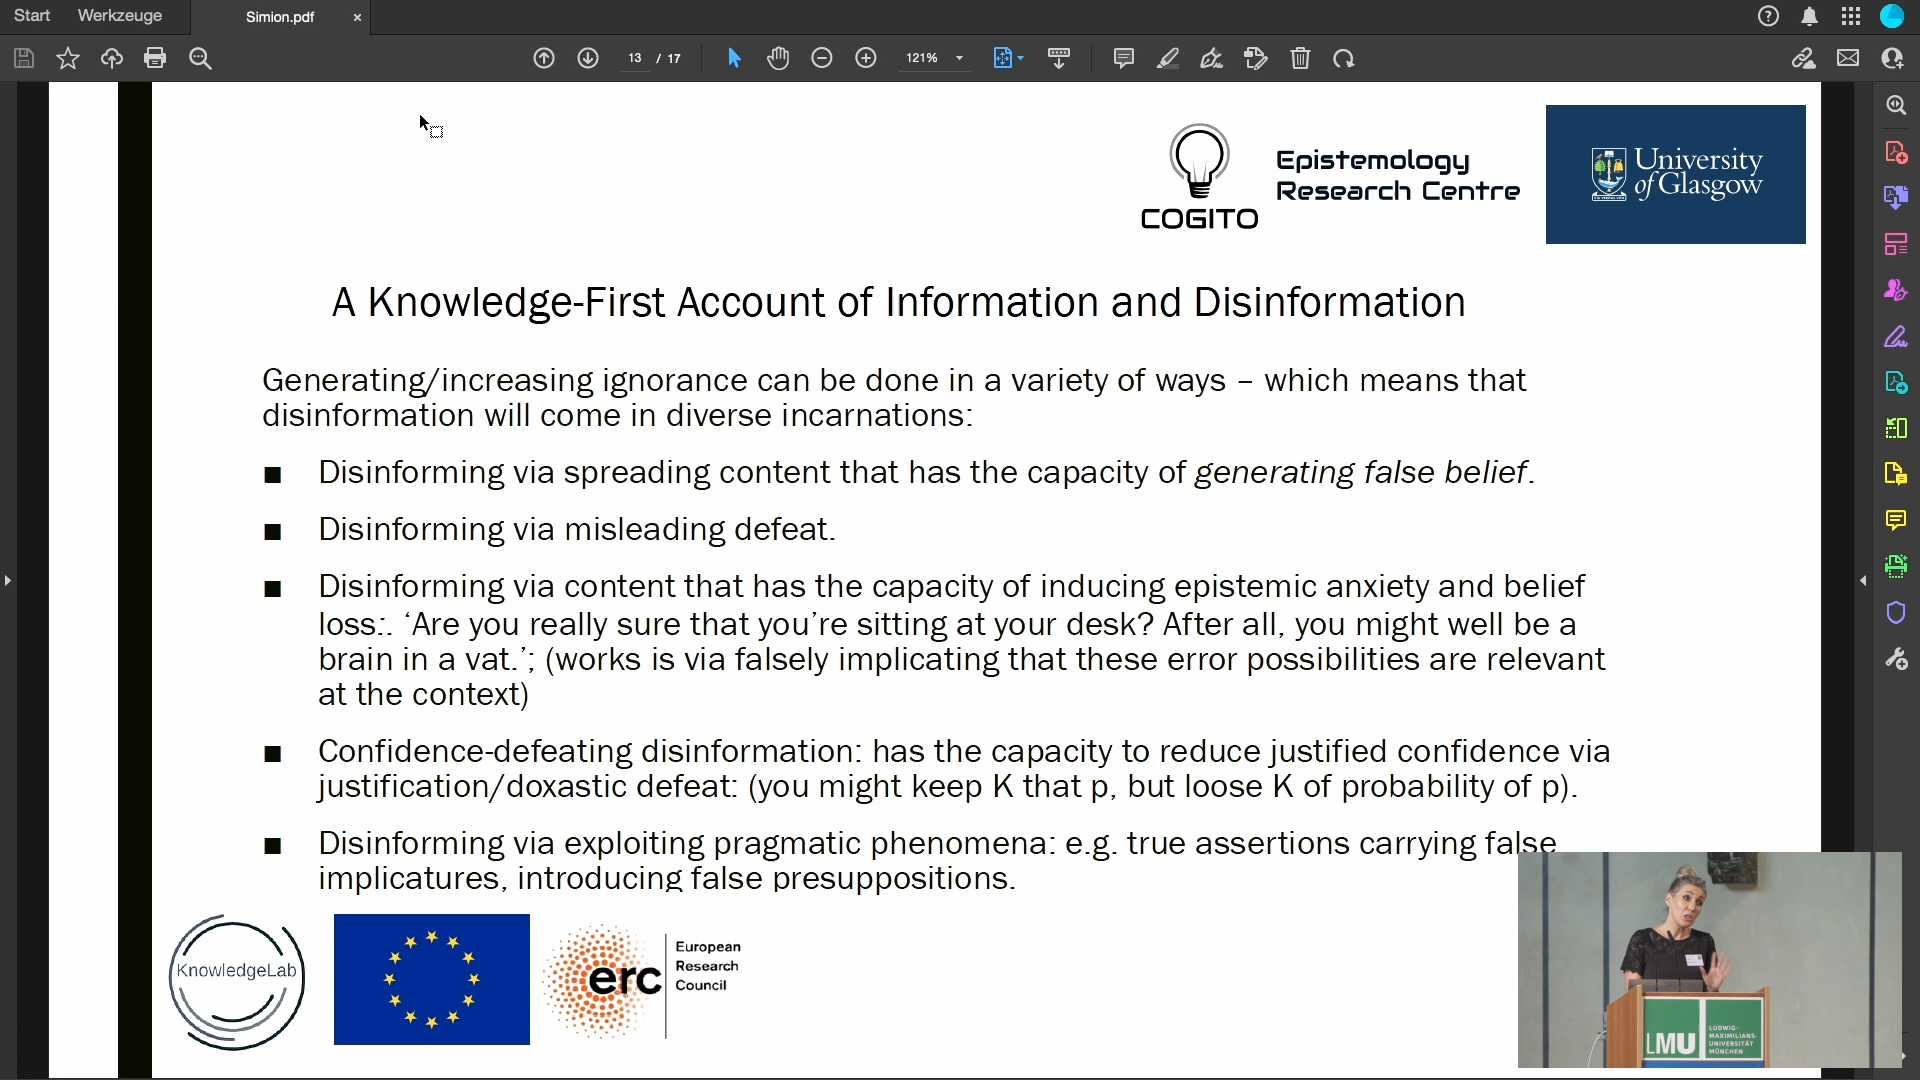 Start Werkzeuge Simion.pdf
13 / 17 121%
COGITO
Epistemology
Research Centre
University
of Glasgow
A Knowledge-First Account of Information and Disinformation
Generating/increasing ignorance can be done in a variety of ways – which means that
disinformation will come in diverse incarnations:
■ Disinforming via spreading content that has the capacity of generating false belief.
■ Disinforming via misleading defeat.
■ Disinforming via content that has the capacity of inducing epistemic anxiety and belief
loss:. ‘Are you really sure that you’re sitting at your desk? After all, you might well be a
brain in a vat.’; (works is via falsely implicating that these error possibilities are relevant
at the context)
■ Confidence-defeating disinformation: has the capacity to reduce justified confidence via
justification/doxastic defeat: (you might keep K that p, but loose K of probability of p).
■ Disinforming via exploiting pragmatic phenomena: e.g. true assertions carrying false
implicatures, introducing false presuppositions.
KnowledgeLab
erc
European
Research
Council
LMU
LUDWIG-
MAXIMILIANS-
UNIVERSITÄT
MÜNCHEN